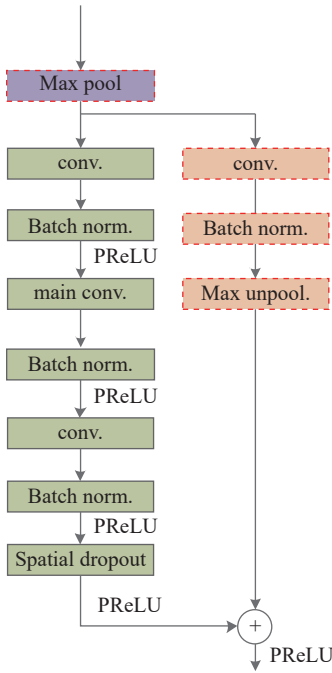 Max pool
conv.
conv.
Batch norm.
Batch norm.
PReLU
main conv.
Max unpool.
Batch norm.
PReLU
conv.
Batch norm.
PReLU
Spatial dropout
PReLU
+
PReLU